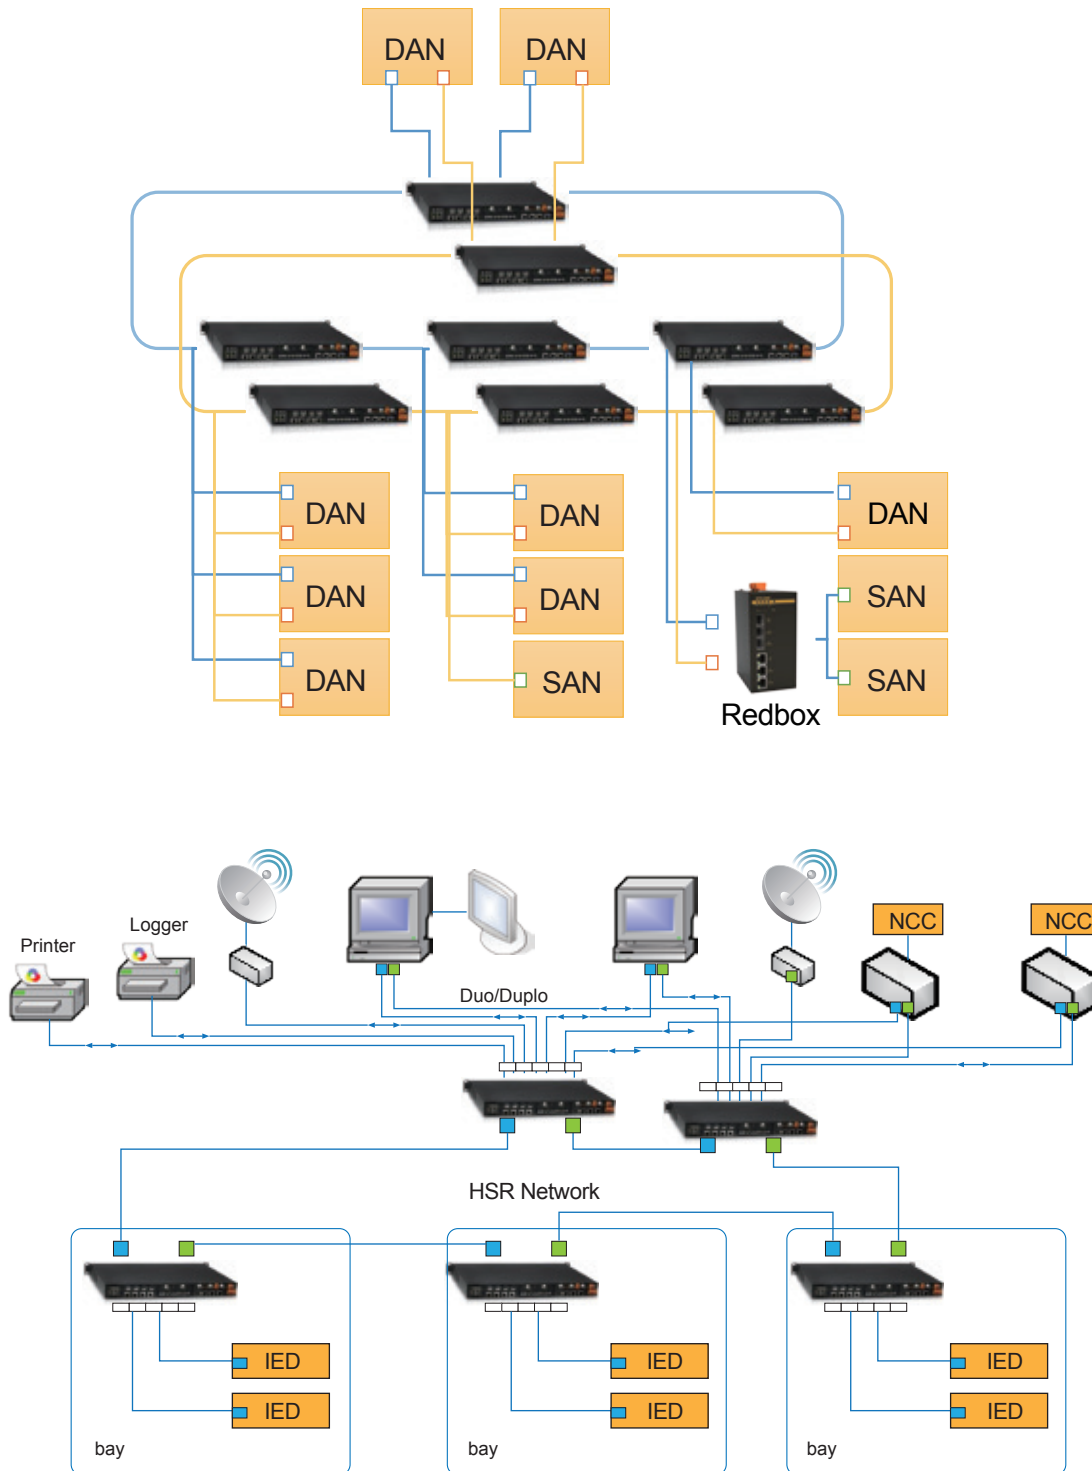 DAN DAN
DAN DAN DAN
DAN DAN SAN
DAN SAN SAN
Redbox
Logger NCC NCC
Printer
Duo/Duplo
HSR Network
IED IED IED
IED IED IED
bay bay bay